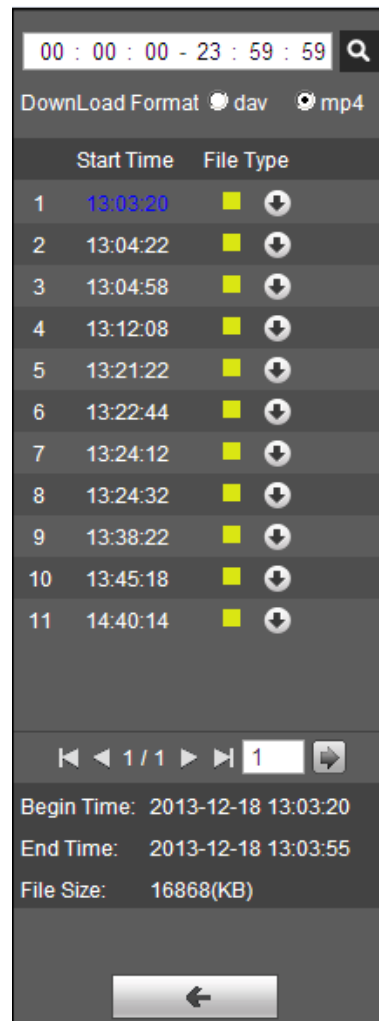 00 : 00 : 00 - 23 : 59 : 59
DownLoad Format dav mp4
Start Time File Type
1 13:03:20
2 13:04:22
3 13:04:58
4 13:12:08
5 13:21:22
6 13:22:44
7 13:24:12
8 13:24:32
9 13:38:22
10 13:45:18
11 14:40:14
1 / 1 1
Begin Time: 2013-12-18 13:03:20
End Time: 2013-12-18 13:03:55
File Size: 16868(KB)